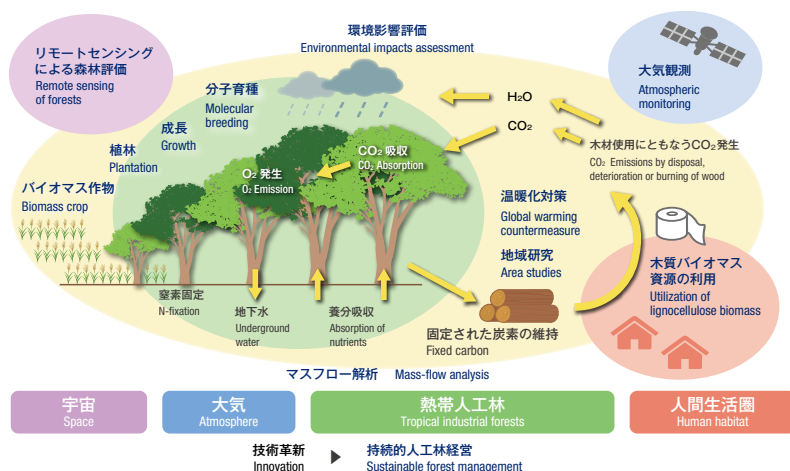 環境影響評価
Environmental impacts assessment
リモートセンシング
による森林評価
Remote sensing
of forests
大気観測
Atmospheric
monitoring
分子育種
Molecular
breeding
成長
Growth
植林
Plantation
バイオマス作物
Biomass crop
H₂O
CO₂
CO₂ 吸収
CO₂ Absorption
O₂ 発生
O₂ Emission
木材使用にともなうCO₂発生
CO₂ Emissions by disposal,
deterioration or burning of wood
温暖化対策
Global warming
countermeasure
地域研究
Area studies
木質バイオマス
資源の利用
Utilization of
lignocellulose biomass
窒素固定
N-fixation
地下水
Underground
water
養分吸収
Absorption of
nutrients
固定された炭素の維持
Fixed carbon
マスフロー解析 Mass-flow analysis
宇宙
Space
大気
Atmosphere
熱帯人工林
Tropical industrial forests
人間生活圏
Human habitat
技術革新
Innovation
持続的人工林経営
Sustainable forest management